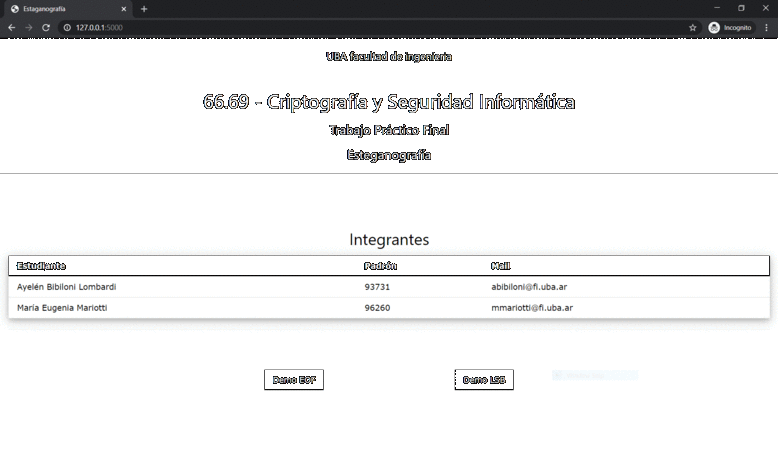 Estaganografía
127.0.0.1:5000
Incognito
UBA facultad de ingeniería
66.69 - Criptografía y Seguridad Informática
Trabajo Práctico Final
Esteganografía
Integrantes
Estudiante Padrón Mail
Ayelén Bibiloni Lombardi 93731 abibiloni@fi.uba.ar
María Eugenia Mariotti 96260 mmariotti@fi.uba.ar
Demo EOF Demo LSB